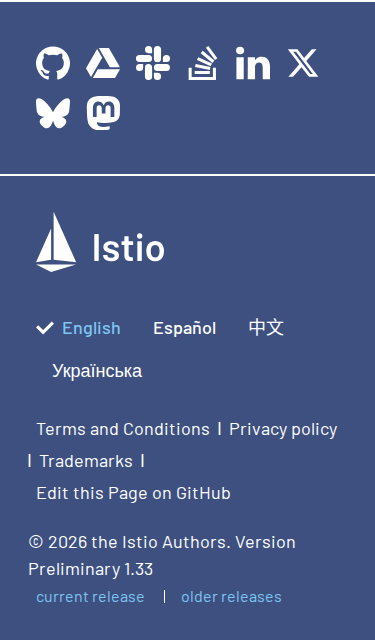 Istio
English Español 中文
Українська
Terms and Conditions | Privacy policy
| Trademarks |
Edit this Page on GitHub
© 2026 the Istio Authors. Version
Preliminary 1.33
current release | older releases